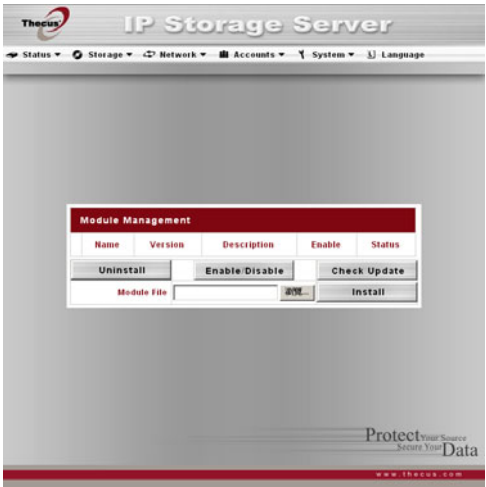 Thecus
IP Storage Server
Status Storage Network Accounts System Language
Module Management
Name Version Description Enable Status
Uninstall Enable/Disable Check Update
Module File Install
Protect Your Source
Secure Your Data
www.thecus.com